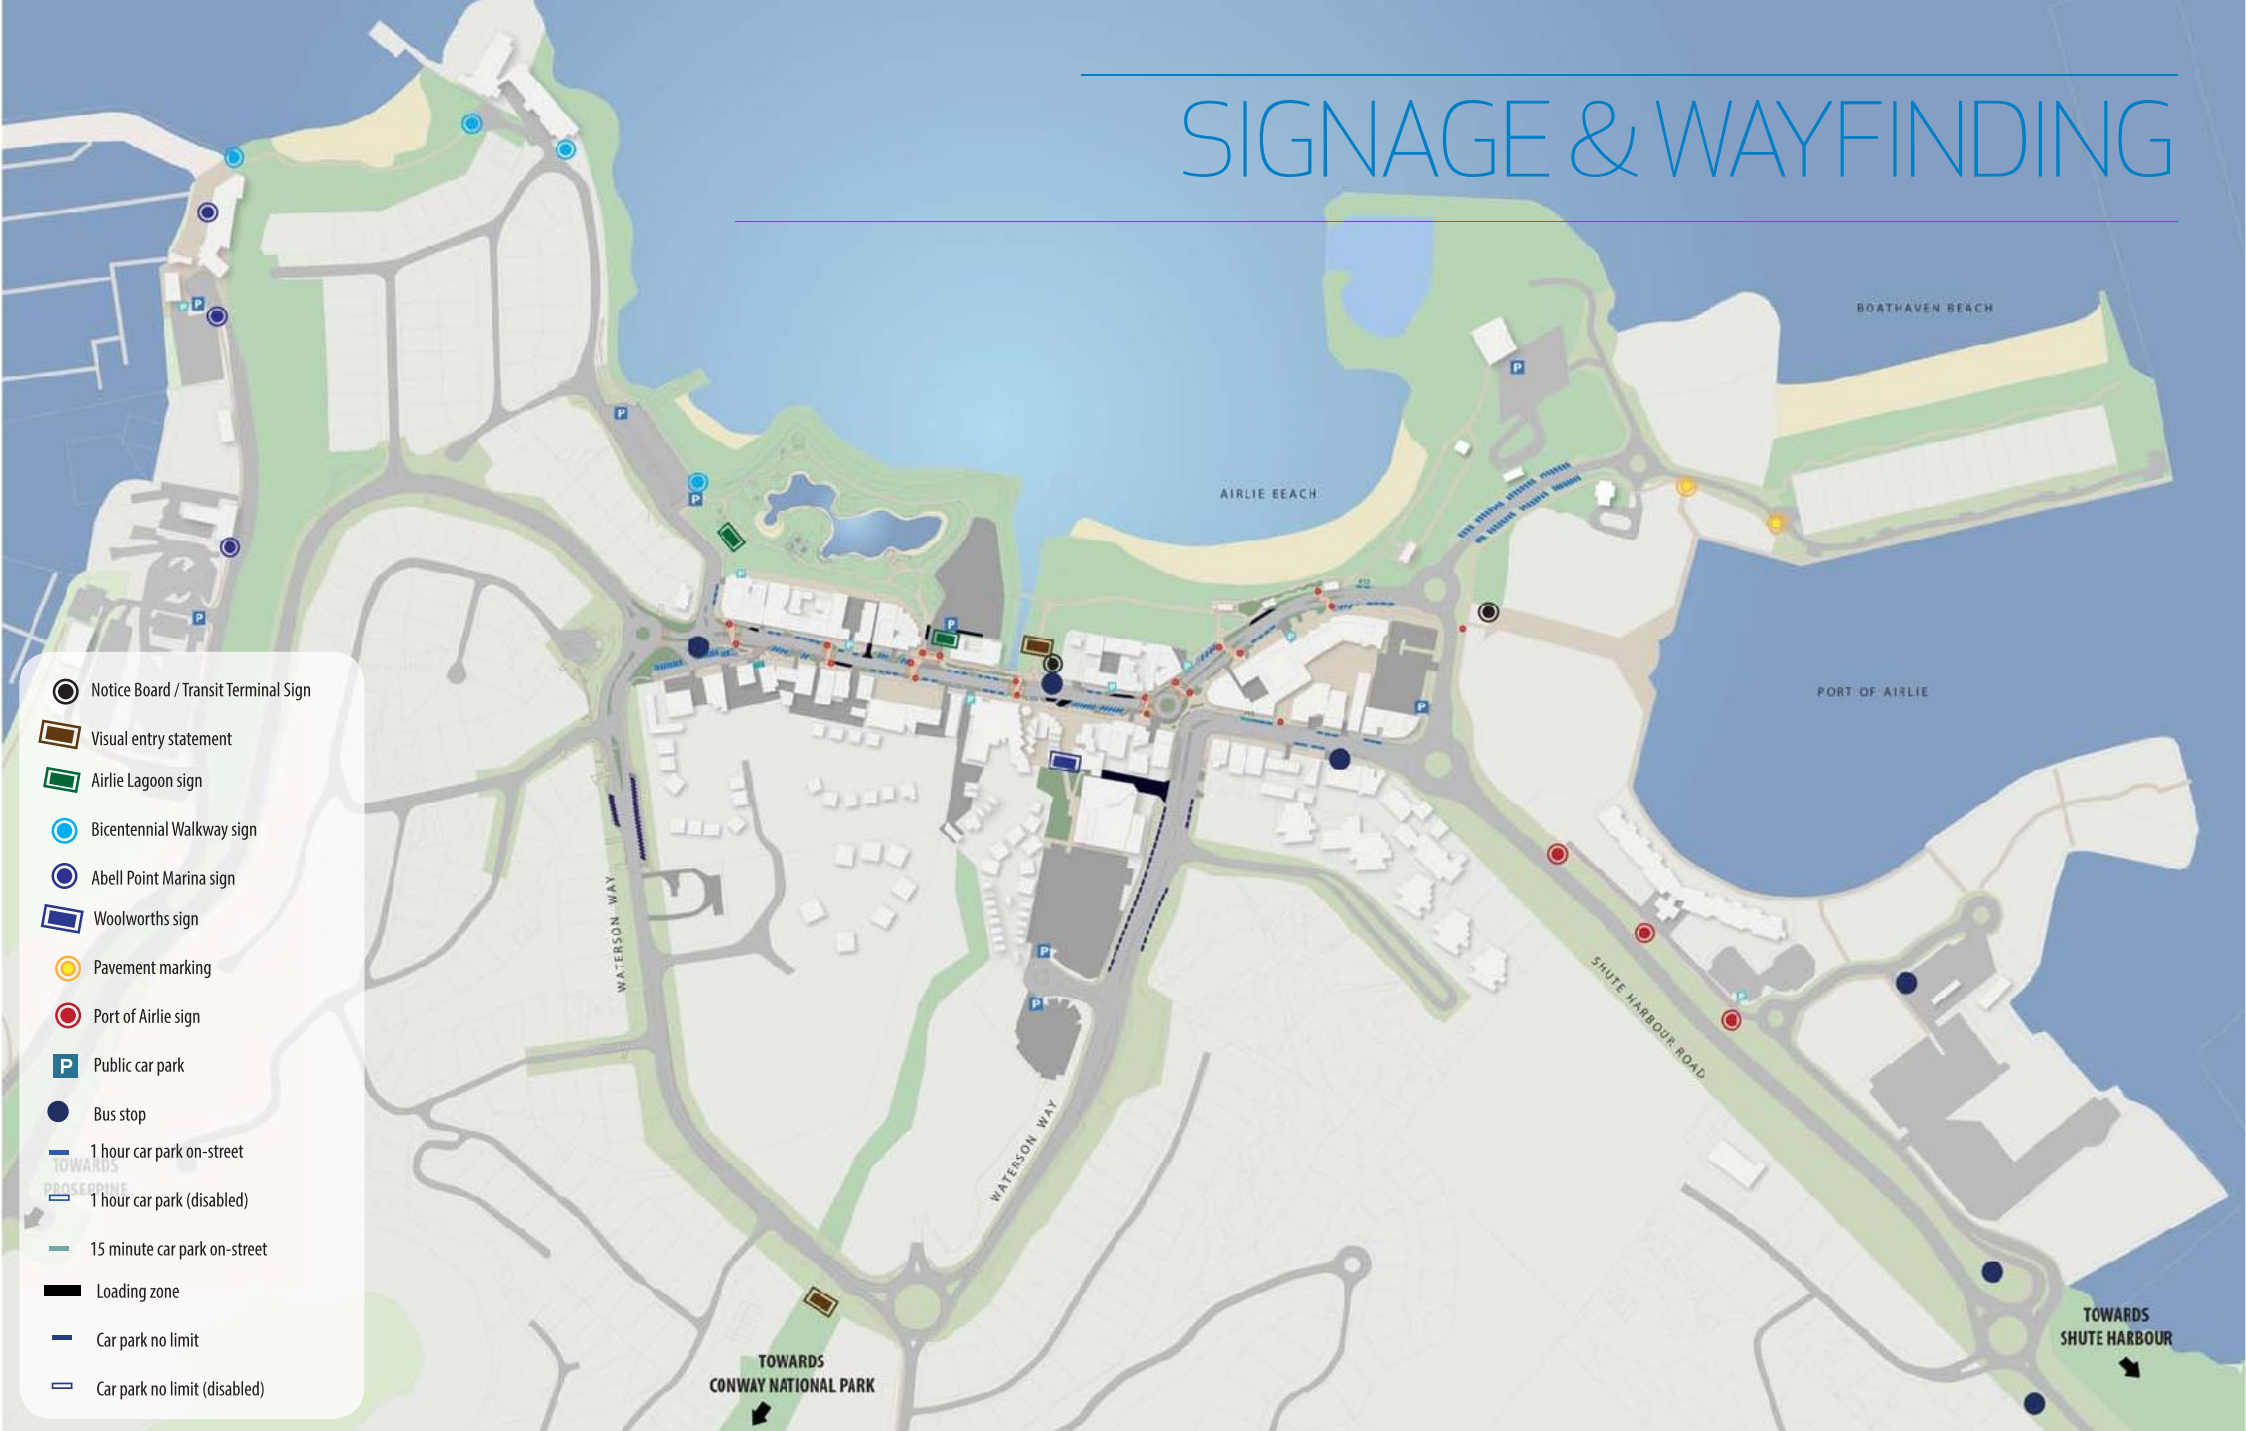 SIGNAGE & WAYFINDING
BOATHAVEN BEACH
AIRLIE BEACH
PORT OF AIRLIE
Notice Board / Transit Terminal Sign
Visual entry statement
Airlie Lagoon sign
Bicentennial Walkway sign
Abell Point Marina sign
Woolworths sign
Pavement marking
Port of Airlie sign
P Public car park
Bus stop
1 hour car park on-street
1 hour car park (disabled)
15 minute car park on-street
Loading zone
Car park no limit
Car park no limit (disabled)
TOWARDS
PROSERPINE
WATERSON WAY
WATERSON WAY
SHUTE HARBOUR ROAD
TOWARDS
CONWAY NATIONAL PARK
TOWARDS
SHUTE HARBOUR
P
P
P
P
P
P
P
P
P